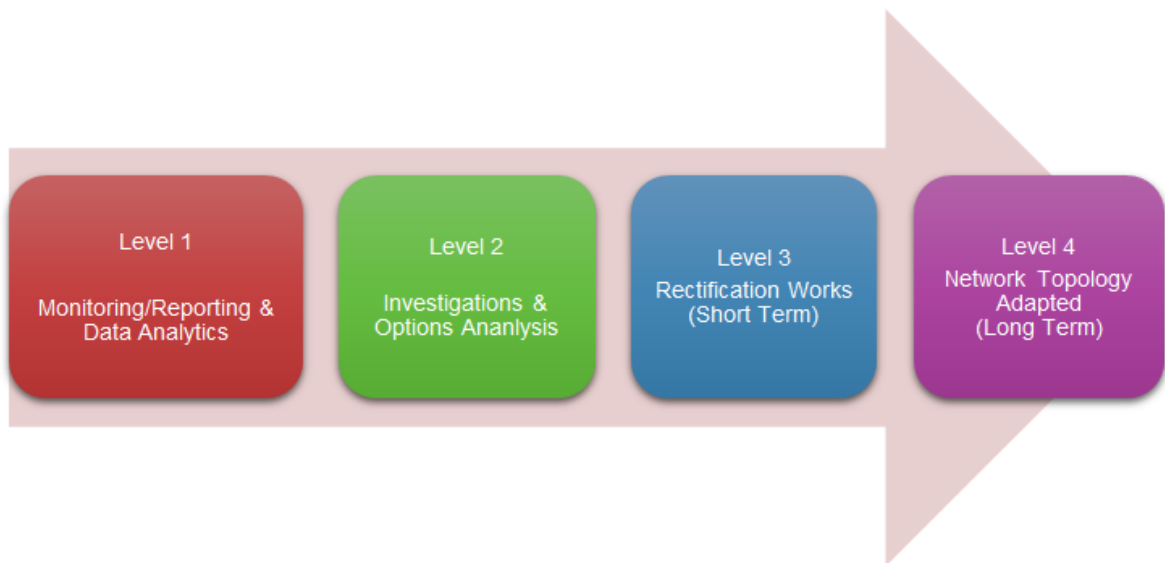 Level 1
Monitoring/Reporting &
Data Analytics
Level 2
Investigations &
Options Ananlysis
Level 3
Rectification Works
(Short Term)
Level 4
Network Topology
Adapted
(Long Term)